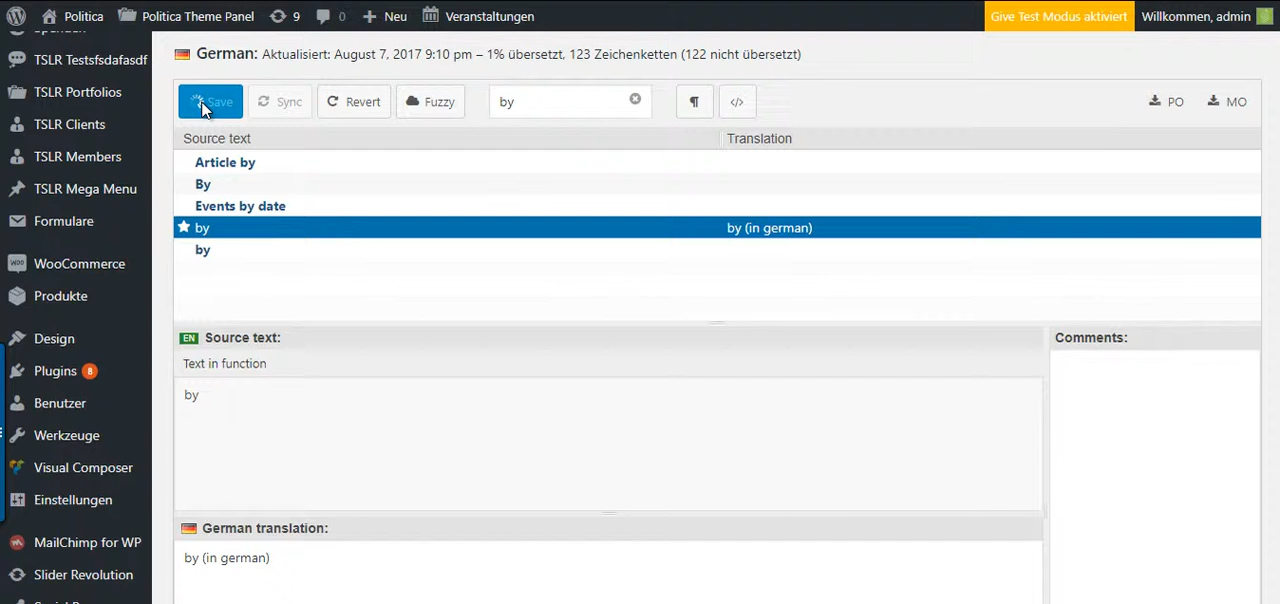 Politica
Politica Theme Panel
9
0
Neu
Veranstaltungen
Give Test Modus aktiviert
Willkommen, admin
Spenden
TSLR Testsfsdafasdf
TSLR Portfolios
TSLR Clients
TSLR Members
TSLR Mega Menu
Formulare
WooCommerce
Produkte
Design
Plugins 8
Benutzer
Werkzeuge
Visual Composer
Einstellungen
MailChimp for WP
Slider Revolution
German: Aktualisiert: August 7, 2017 9:10 pm – 1% übersetzt, 123 Zeichenketten (122 nicht übersetzt)
Save
Sync
Revert
Fuzzy
by
¶
</>
PO
MO
Source text
Translation
Article by
By
Events by date
by
by (in german)
by
EN Source text:
Text in function
by
Comments:
German translation:
by (in german)